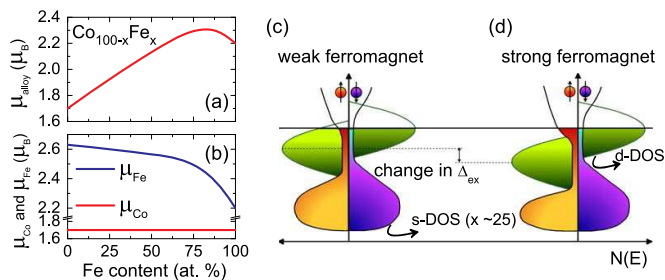 Co100-xFex
μalloy (μB)
2.4
2.2
2.0
1.8
1.6
(a)
μCo and μFe (μB)
2.6
2.4
2.2
1.8
1.6
μFe
μCo
(b)
0 25 50 75 100
Fe content (at. %)
(c)
weak ferromagnet
change in Δex
s-DOS (x ~25)
(d)
strong ferromagnet
d-DOS
N(E)